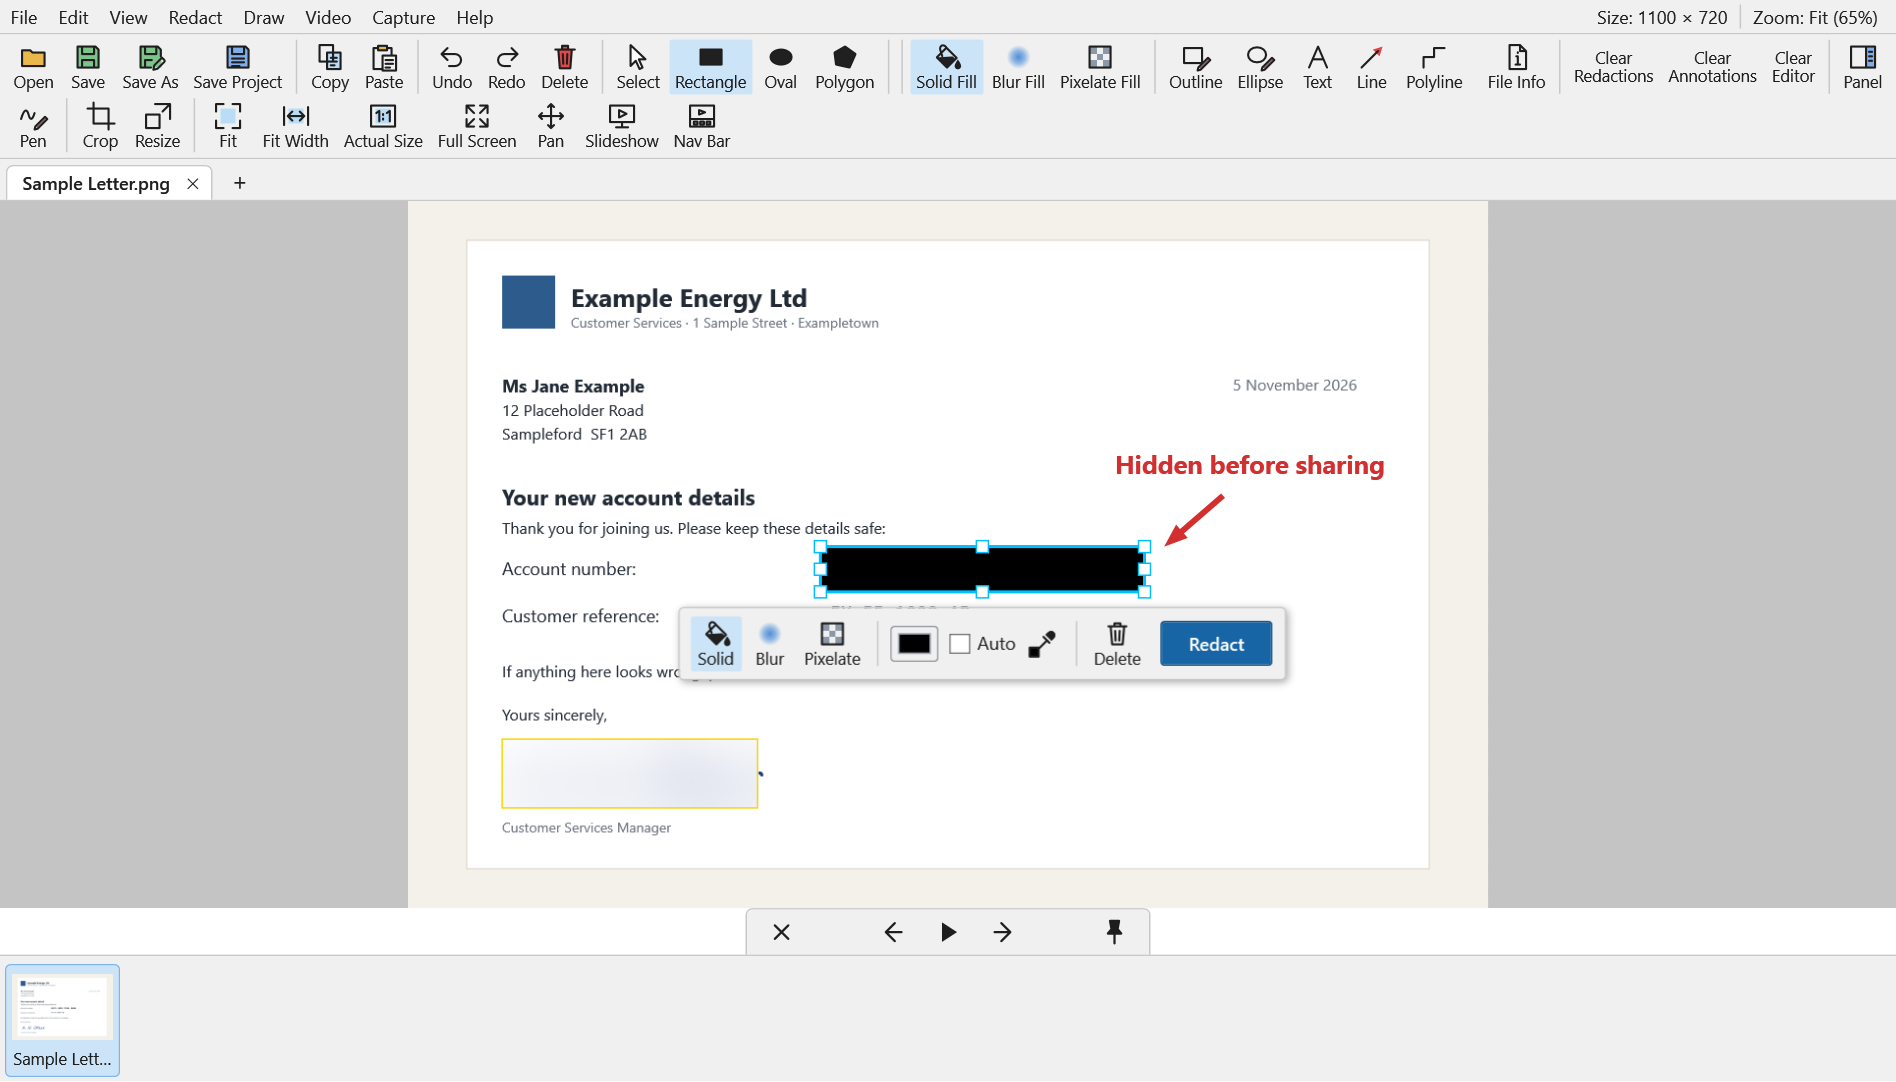 File Edit View Redact Draw Video Capture Help Size: 1100 × 720 Zoom: Fit (65%)
Open Save Save As Save Project Copy Paste Undo Redo Delete Select Rectangle Oval Polygon Solid Fill Blur Fill Pixelate Fill Outline Ellipse Text Line Polyline File Info Clear Redactions Clear Annotations Clear Editor Panel
Pen Crop Resize Fit Fit Width 1:1 Actual Size Full Screen Pan Slideshow Nav Bar
Sample Letter.png
Example Energy Ltd
Customer Services · 1 Sample Street · Exampletown
Ms Jane Example 5 November 2026
12 Placeholder Road
Sampleford SF1 2AB
Hidden before sharing
Your new account details
Thank you for joining us. Please keep these details safe:
Account number:
Customer reference:
Solid Blur Pixelate Auto Delete Redact
If anything here looks
Yours sincerely,
Customer Services Manager
Sample Lett...